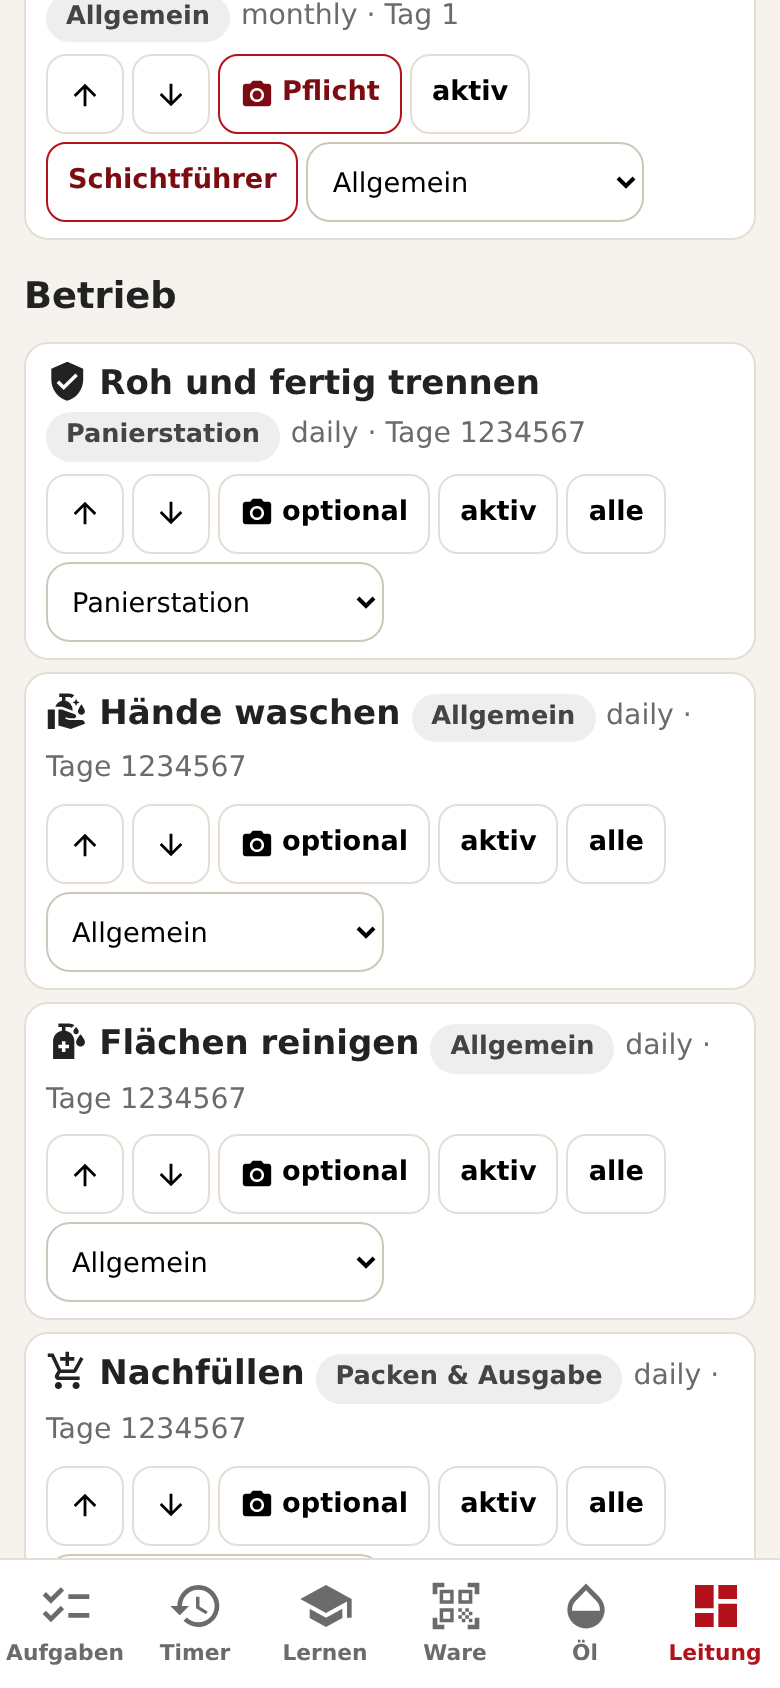 Allgemein monthly · Tag 1
↑ ↓ Pflicht aktiv
Schichtführer Allgemein
Betrieb
Roh und fertig trennen
Panierstation daily · Tage 1234567
↑ ↓ optional aktiv alle
Panierstation
Hände waschen Allgemein daily ·
Tage 1234567
↑ ↓ optional aktiv alle
Allgemein
Flächen reinigen Allgemein daily ·
Tage 1234567
↑ ↓ optional aktiv alle
Allgemein
Nachfüllen Packen & Ausgabe daily ·
Tage 1234567
↑ ↓ optional aktiv alle
Aufgaben Timer Lernen Ware Öl Leitung